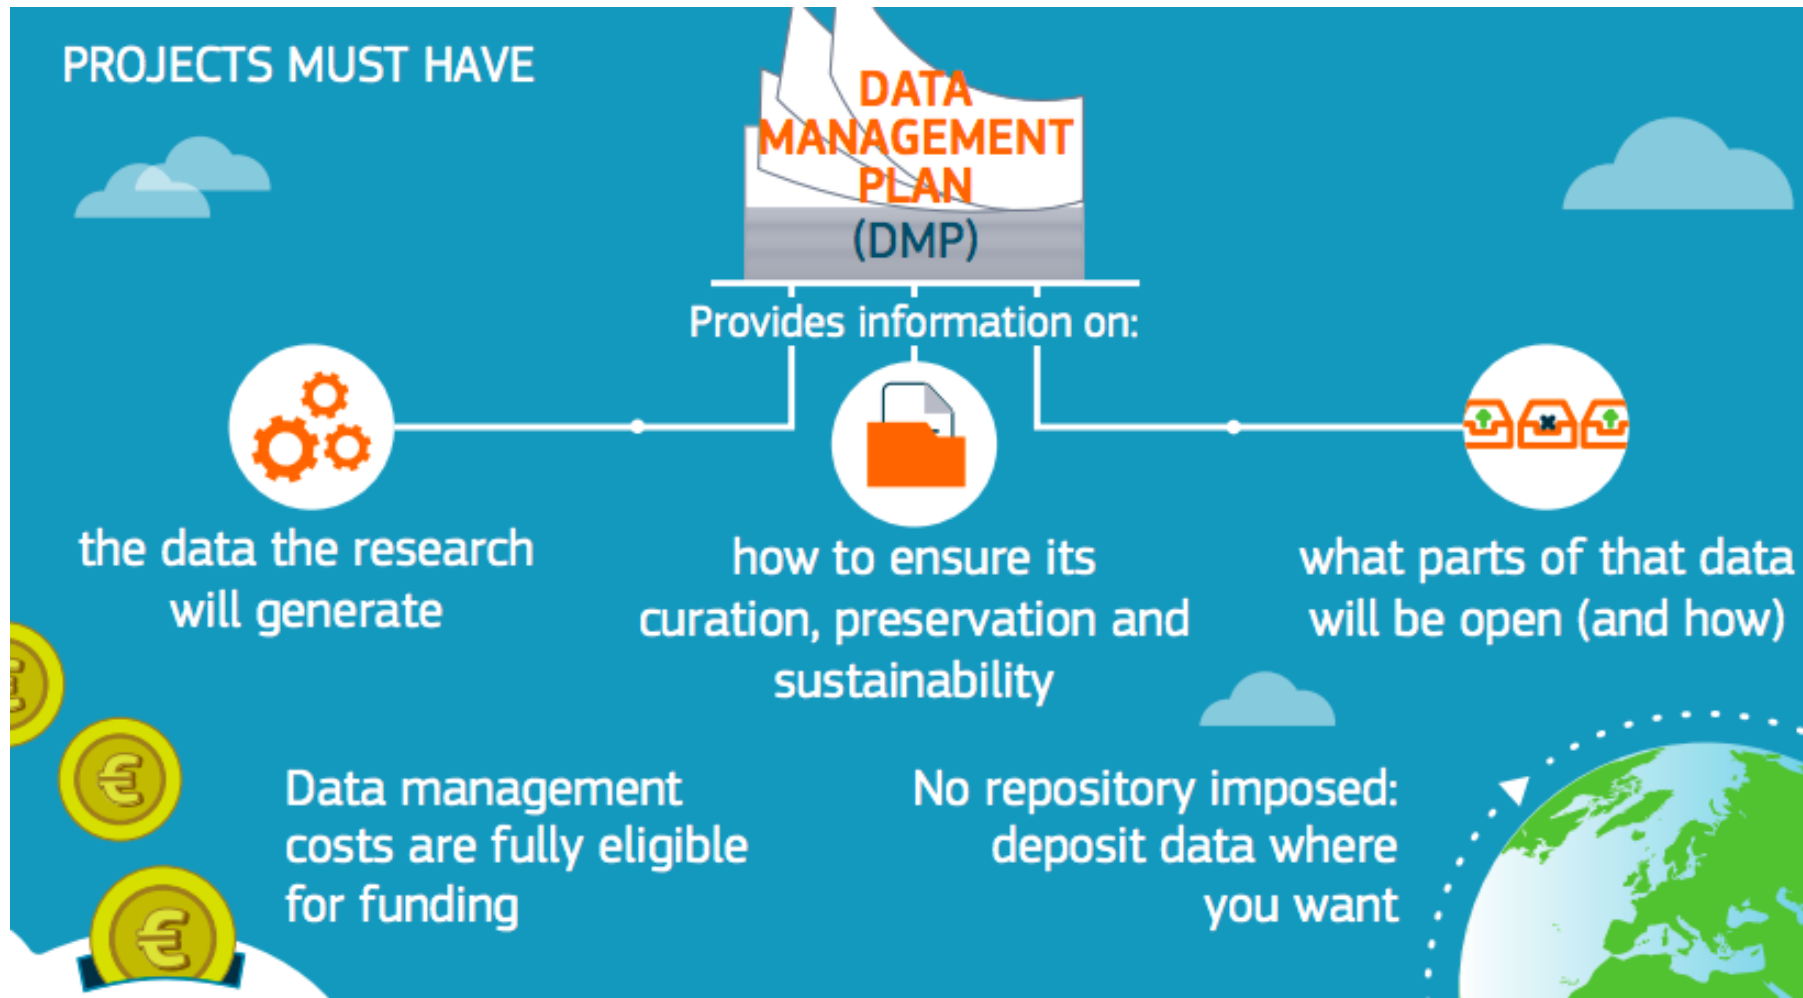 PROJECTS MUST HAVE
DATA
MANAGEMENT
PLAN
(DMP)
Provides information on:
the data the research
will generate
how to ensure its
curation, preservation and
sustainability
what parts of that data
will be open (and how)
Data management
costs are fully eligible
for funding
No repository imposed:
deposit data where
you want
€
€
€